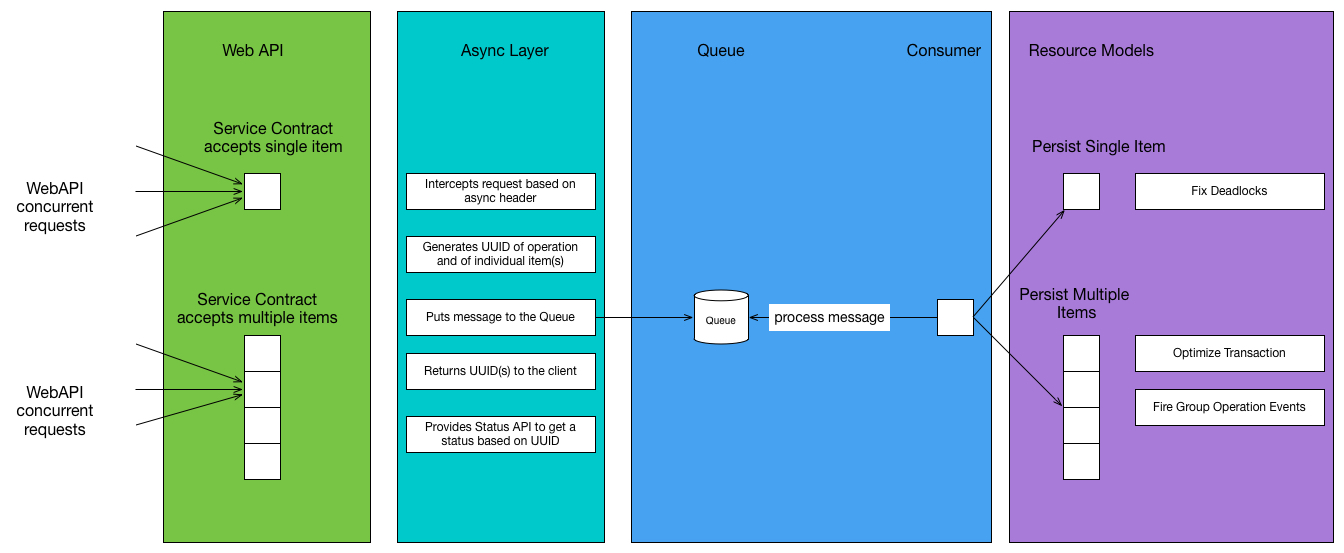 Web API
Async Layer
Queue
Consumer
Resource Models
WebAPI
concurrent
requests
Service Contract
accepts single item
Service Contract
accepts multiple items
WebAPI
concurrent
requests
Intercepts request based on
async header
Generates UUID of operation
and of individual item(s)
Puts message to the Queue
Returns UUID(s) to the client
Provides Status API to get a
status based on UUID
Queue
process message
Persist Single Item
Fix Deadlocks
Persist Multiple
Items
Optimize Transaction
Fire Group Operation Events